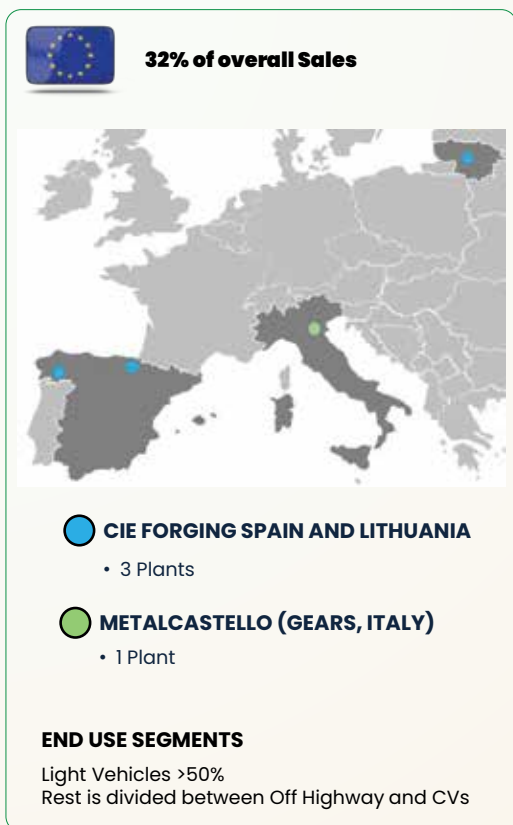 32% of overall Sales
CIE FORGING SPAIN AND LITHUANIA
• 3 Plants
METALCASTELLO (GEARS, ITALY)
• 1 Plant
END USE SEGMENTS
Light Vehicles >50%
Rest is divided between Off Highway and CVs